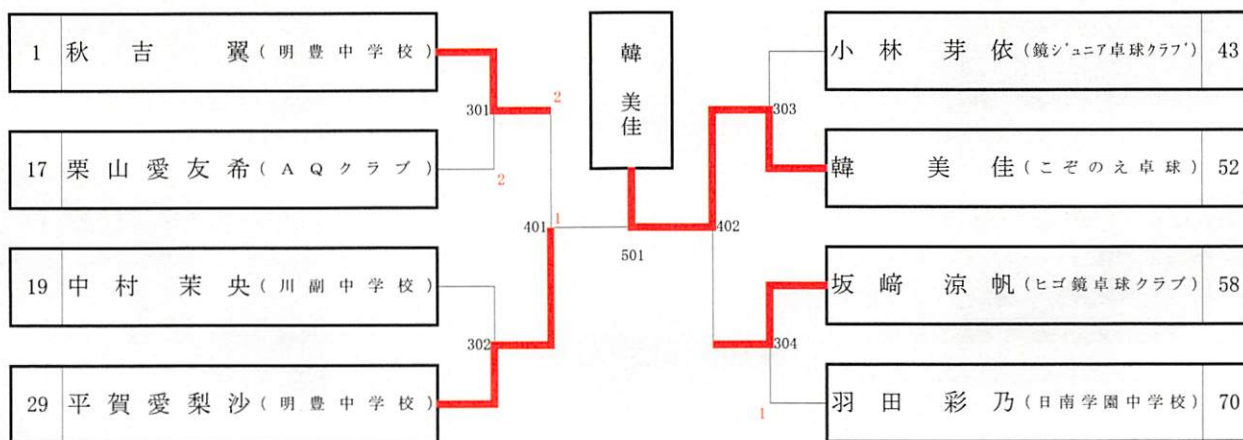 1 秋吉 翼 (明豊中学校)
17 栗山愛友希 (AQクラブ)
19 中村 茉央 (川副中学校)
29 平賀愛梨沙 (明豊中学校)
301
2
2
302
401
1
韓美佳
501
402
303
304
1
小林 芽依 (鏡ジュニア卓球クラブ) 43
韓 美佳 (こぞのえ卓球) 52
坂﨑 涼帆 (ヒゴ鏡卓球クラブ) 58
羽田 彩乃 (日南学園中学校) 70